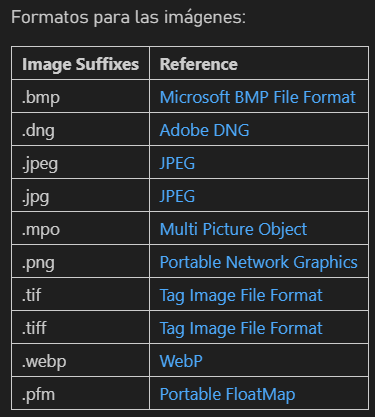 Formatos para las imágenes:
Image Suffixes Reference
.bmp Microsoft BMP File Format
.dng Adobe DNG
.jpeg JPEG
.jpg JPEG
.mpo Multi Picture Object
.png Portable Network Graphics
.tif Tag Image File Format
.tiff Tag Image File Format
.webp WebP
.pfm Portable FloatMap